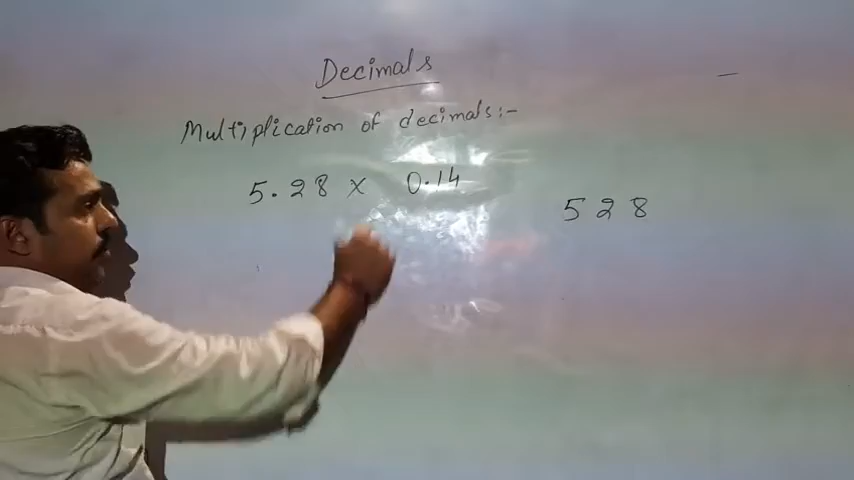 Decimals
Multiplication of decimals:-
5.28 x 0.14
528